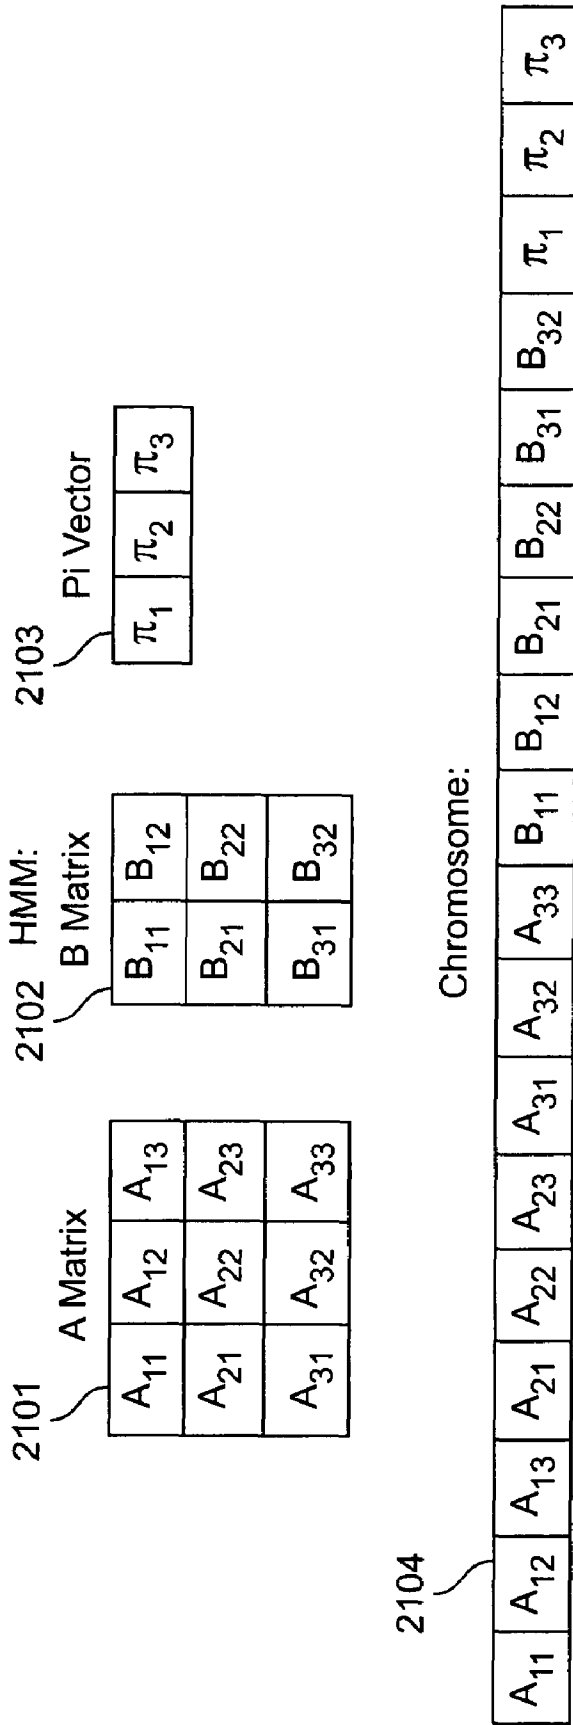 HMM:
2101
A Matrix
A11 A12 A13
A21 A22 A23
A31 A32 A33
2102
B Matrix
B11 B12
B21 B22
B31 B32
2103
Pi Vector
π1 π2 π3
Chromosome:
2104
A11 A12 A13 A21 A22 A23 A31 A32 A33 B11 B12 B21 B22 B31 B32 π1 π2 π3